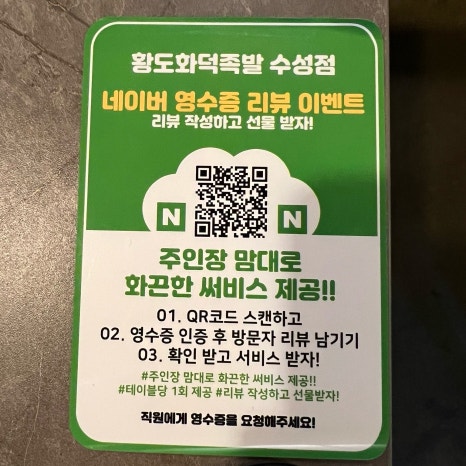 황도화덕족발 수성점
네이버 영수증 리뷰 이벤트
리뷰 작성하고 선물 받자!
N N
주인장 맘대로
화끈한 써비스 제공!!
01. QR코드 스캔하고
02. 영수증 인증 후 방문자 리뷰 남기기
03. 확인 받고 서비스 받자!
#주인장 맘대로 화끈한 써비스 제공!!
#테이블당 1회 제공 #리뷰 작성하고 선물받자!
직원에게 영수증을 요청해주세요!